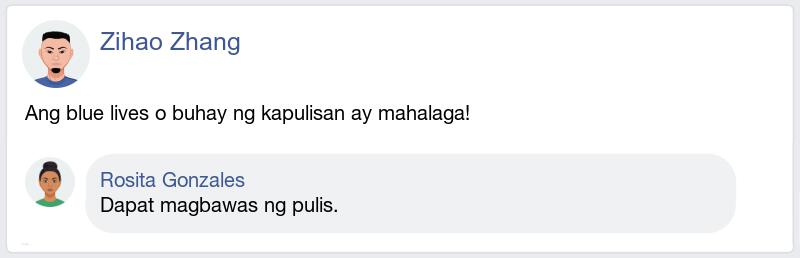 Zihao Zhang
Ang blue lives o buhay ng kapulisan ay mahalaga!
Rosita Gonzales
Dapat magbawas ng pulis.